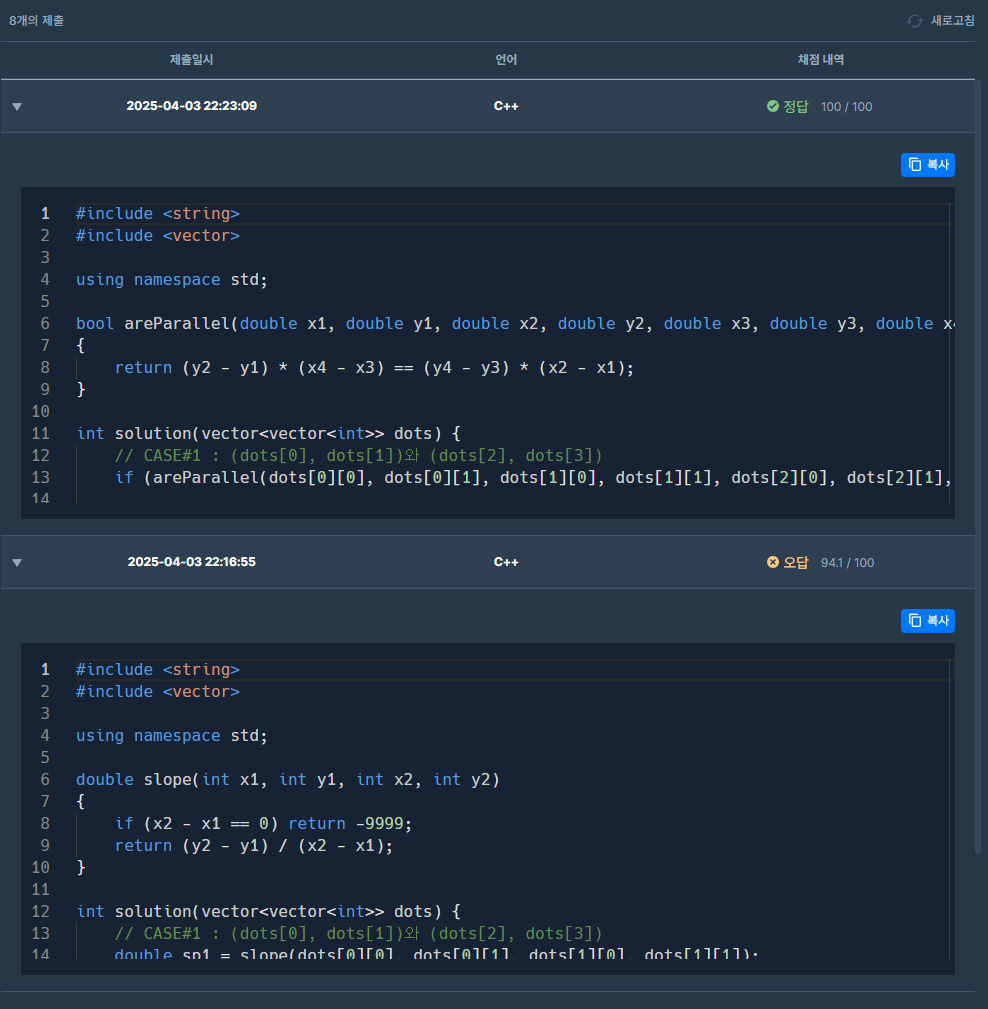 8개의 제출 새로고침
제출일시 언어 채점 내역
2025-04-03 22:23:09 C++ 정답 100 / 100
복사
1 #include <string>
2 #include <vector>
3
4 using namespace std;
5
6 bool areParallel(double x1, double y1, double x2, double y2, double x3, double y3, double x4
7 {
8 return (y2 - y1) * (x4 - x3) == (y4 - y3) * (x2 - x1);
9 }
10
11 int solution(vector<vector<int>> dots) {
12 // CASE#1 : (dots[0], dots[1])와 (dots[2], dots[3])
13 if (areParallel(dots[0][0], dots[0][1], dots[1][0], dots[1][1], dots[2][0], dots[2][1],
14
2025-04-03 22:16:55 C++ 오답 94.1 / 100
복사
1 #include <string>
2 #include <vector>
3
4 using namespace std;
5
6 double slope(int x1, int y1, int x2, int y2)
7 {
8 if (x2 - x1 == 0) return -9999;
9 return (y2 - y1) / (x2 - x1);
10 }
11
12 int solution(vector<vector<int>> dots) {
13 // CASE#1 : (dots[0], dots[1])와 (dots[2], dots[3])
14 double sp1 = slope(dots[0][0], dots[0][1], dots[1][0], dots[1][1]);